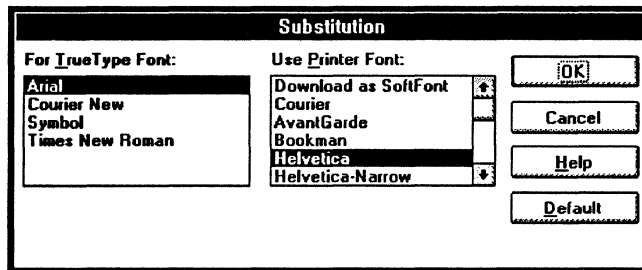 Substitution
For TrueType Font:
Arial
Courier New
Symbol
Times New Roman
Use Printer Font:
Download as SoftFont
Courier
AvantGarde
Bookman
Helvetica
Helvetica-Narrow
OK
Cancel
Help
Default